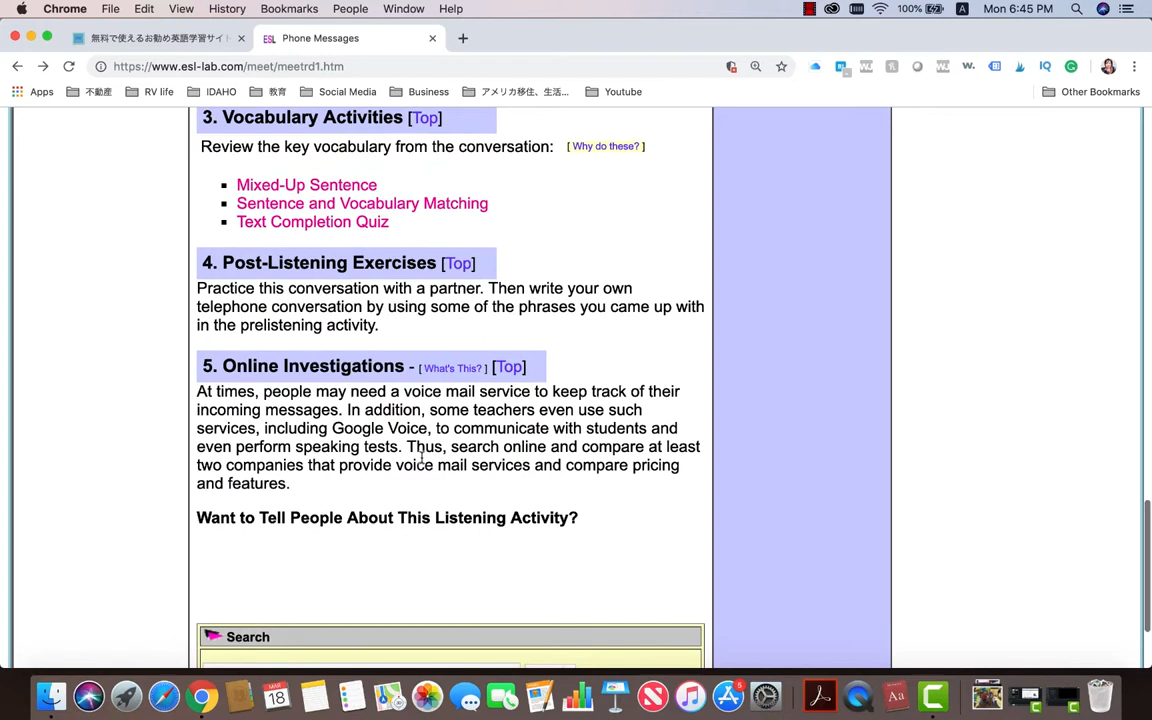 Chrome File Edit View History Bookmarks People Window Help 100% A Mon 6:45 PM
無料で使えるお勧め英語学習サイト × ESL Phone Messages × +
https://www.esl-lab.com/meet/meetrd1.htm
Apps 不動産 RV life IDAHO 教育 Social Media Business アメリカ移住、生活... Youtube Other Bookmarks
3. Vocabulary Activities [Top]
Review the key vocabulary from the conversation: [ Why do these? ]
Mixed-Up Sentence
Sentence and Vocabulary Matching
Text Completion Quiz
4. Post-Listening Exercises [Top]
Practice this conversation with a partner. Then write your own
telephone conversation by using some of the phrases you came up with
in the prelistening activity.
5. Online Investigations - [ What's This? ] [Top]
At times, people may need a voice mail service to keep track of their
incoming messages. In addition, some teachers even use such
services, including Google Voice, to communicate with students and
even perform speaking tests. Thus, search online and compare at least
two companies that provide voice mail services and compare pricing
and features.
Want to Tell People About This Listening Activity?
Search